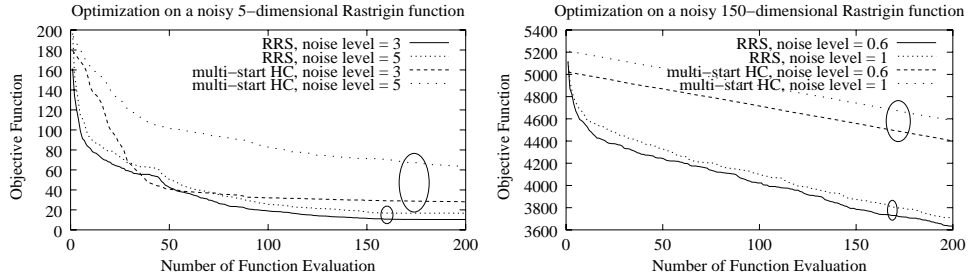 Optimization on a noisy 5-dimensional Rastrigin function
200
180
160
140
120
100
80
60
40
20
0
Objective Function
RRS, noise level = 3
RRS, noise level = 5
multi-start HC, noise level = 3
multi-start HC, noise level = 5
0
50
100
150
200
Number of Function Evaluation
Optimization on a noisy 150-dimensional Rastrigin function
5400
5200
5000
4800
4600
4400
4200
4000
3800
3600
Objective Function
RRS, noise level = 0.6
RRS, noise level = 1
multi-start HC, noise level = 0.6
multi-start HC, noise level = 1
0
50
100
150
200
Number of Function Evaluation